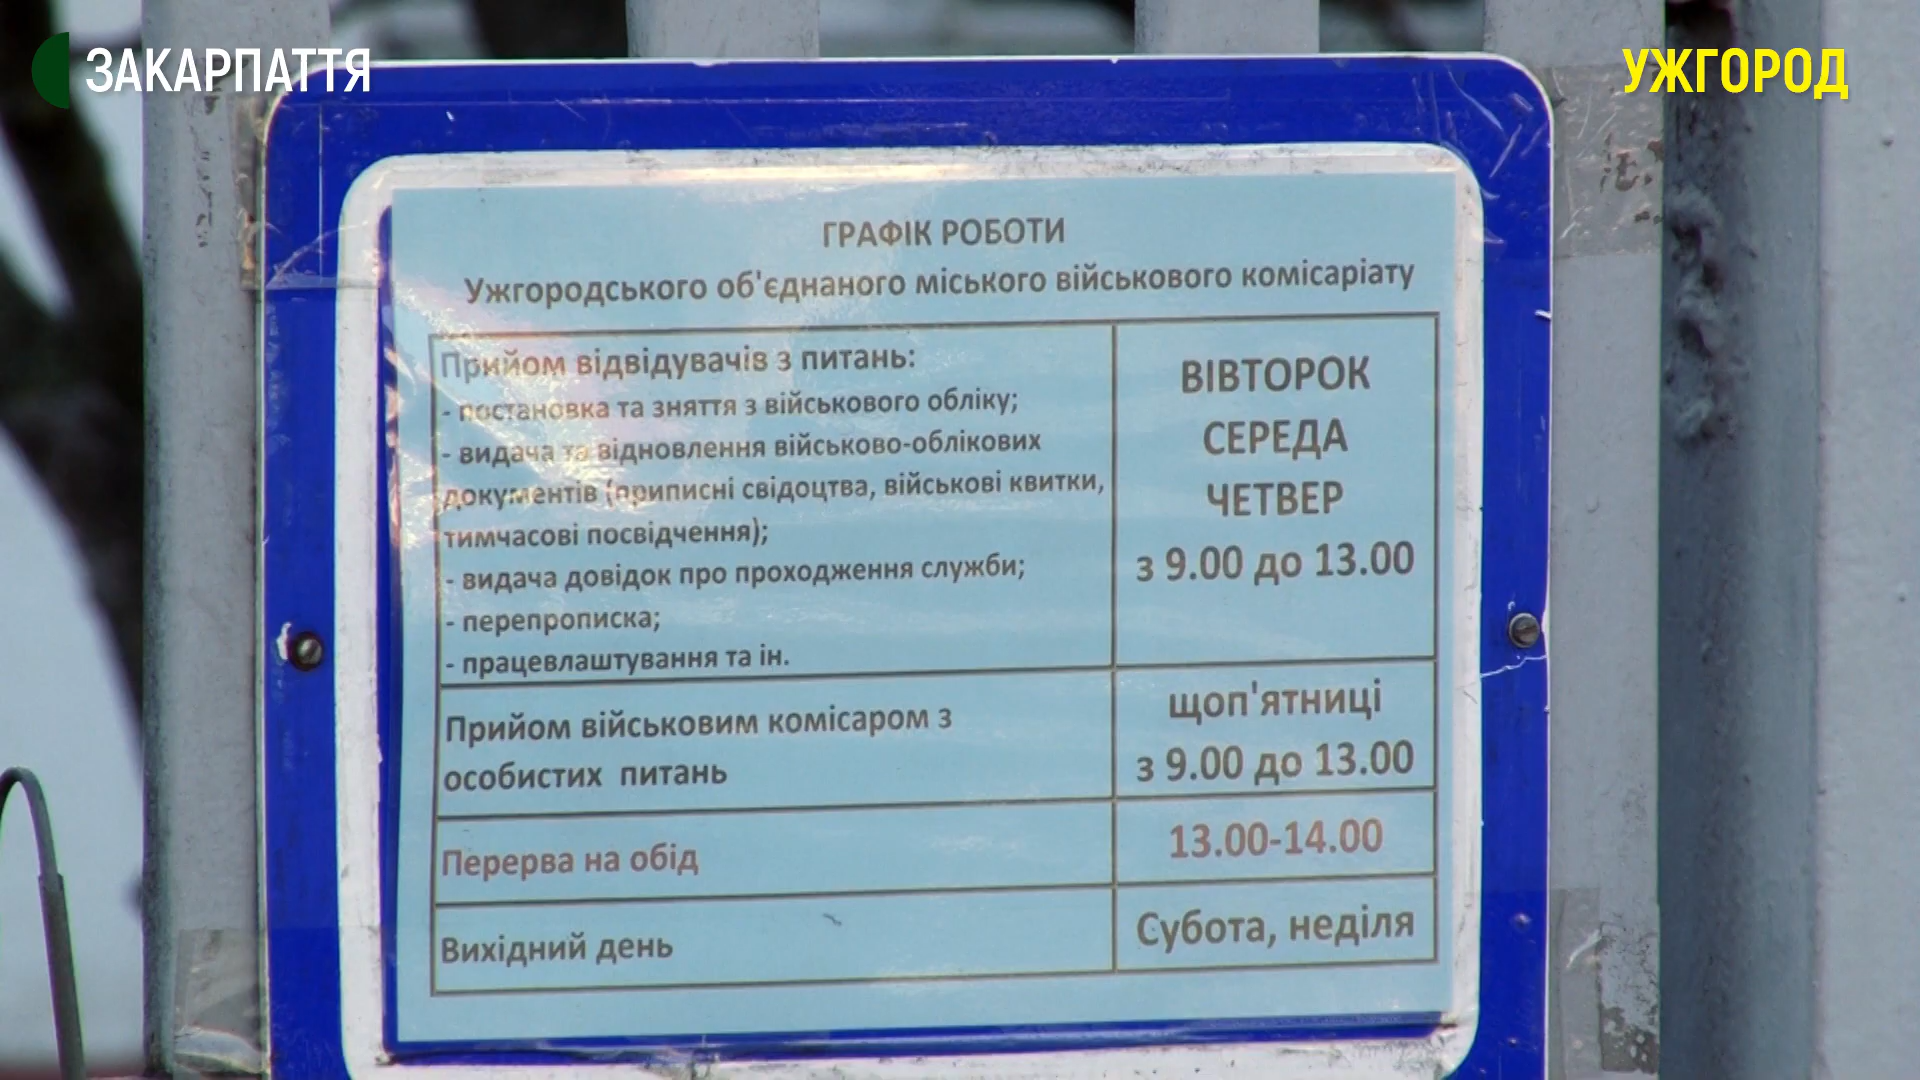 ЗАКАРПАТТЯ
УЖГОРОД
ГРАФІК РОБОТИ
Ужгородського об'єднаного міського військового комісаріату
Прийом відвідувачів з питань:
- постановка та зняття з військового обліку;
- видача та відновлення військово-облікових
документів (приписні свідоцтва, військові квитки,
тимчасові посвідчення);
- видача довідок про проходження служби;
- перепрописка;
- працевлаштування та ін.
ВІВТОРОК
СЕРЕДА
ЧЕТВЕР
з 9.00 до 13.00
Прийом військовим комісаром з
особистих питань
щоп'ятниці
з 9.00 до 13.00
Перерва на обід
13.00-14.00
Вихідний день
Субота, неділя